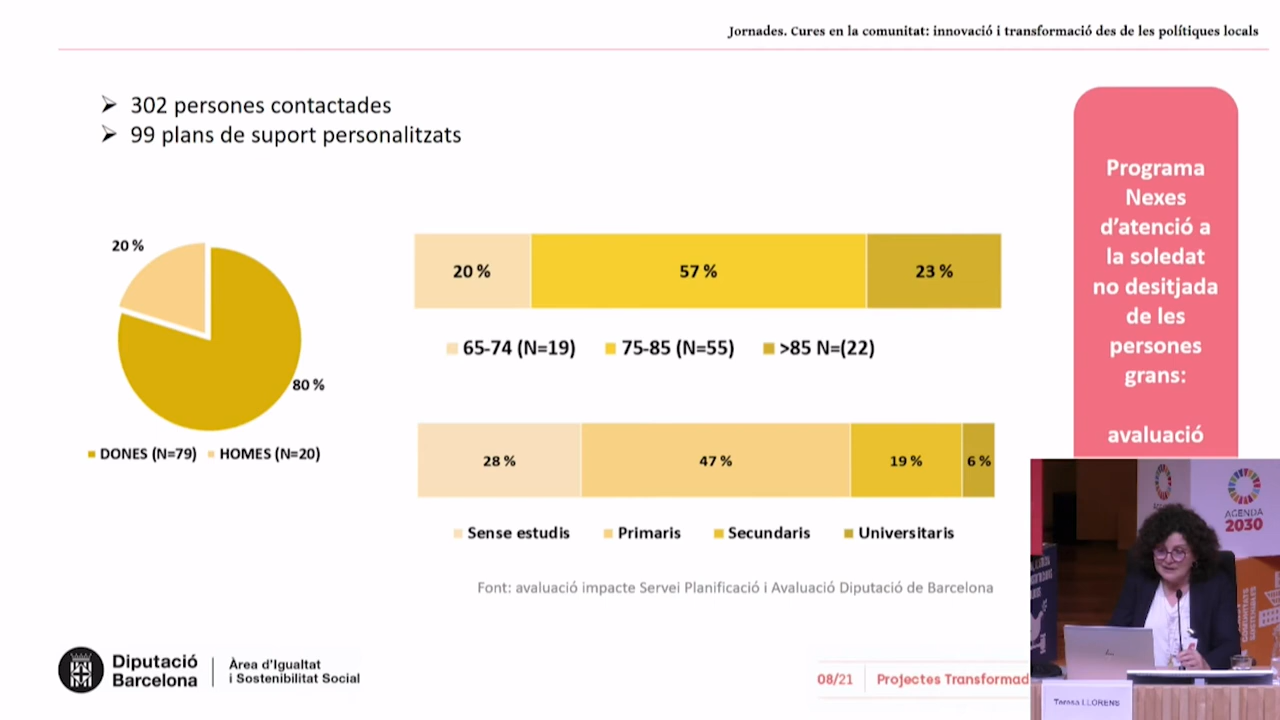 Jornades. Cures en la comunitat: innovació i transformació des de les polítiques locals
302 persones contactades
99 plans de suport personalitzats
20 %
80 %
DONES (N=79) HOMES (N=20)
20 % 57 % 23 %
65-74 (N=19) 75-85 (N=55) >85 N=(22)
28 % 47 % 19 % 6 %
Sense estudis Primaris Secundaris Universitaris
Font: avaluació impacte Servei Planificació i Avaluació Diputació de Barcelona
Programa
Nexes
d'atenció a
la soledat
no desitjada
de les
persones
grans:
avaluació
Diputació
Barcelona
Àrea d'Igualtat
i Sostenibilitat Social
08/21 Projectes Transformad
AGENDA
2030
Teresa LLORENS